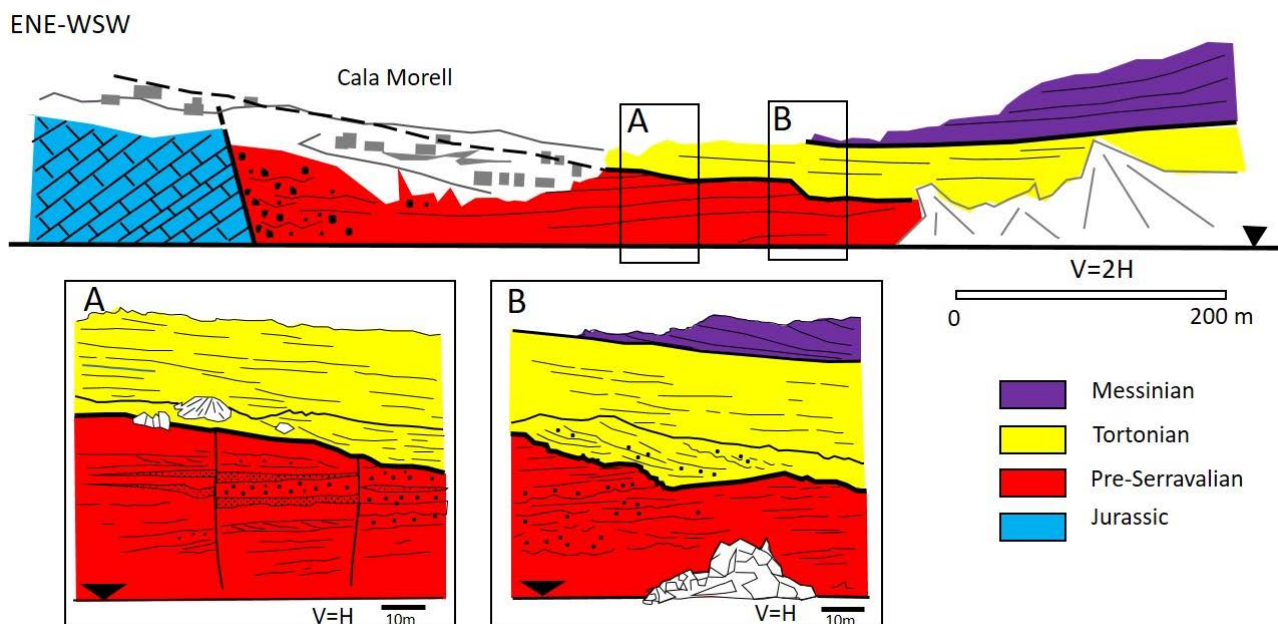 ENE-WSW
Cala Morell
A
B
V=2H
0
200 m
A
B
Messinian
Tortonian
Pre-Serravalian
Jurassic
V=H
10m
V=H
10m